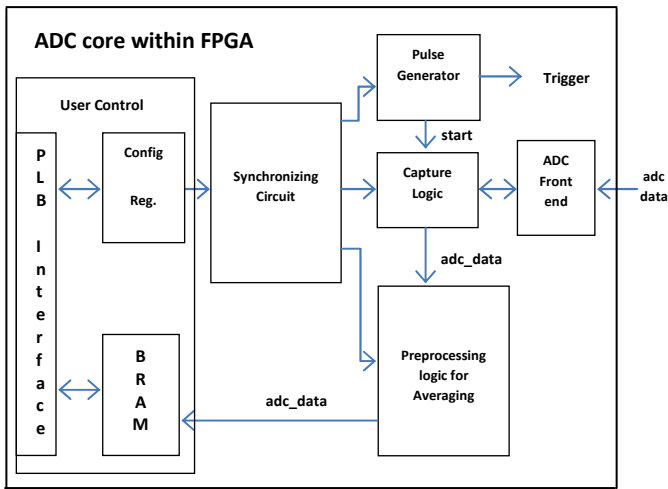 ADC core within FPGA
User Control
P
L
B
I
n
t
e
r
f
a
c
e
Config
Reg.
B
R
A
M
Synchronizing
Circuit
Pulse
Generator
Trigger
start
Capture
Logic
ADC
Front
end
adc
data
adc_data
Preprocessing
logic for
Averaging
adc_data